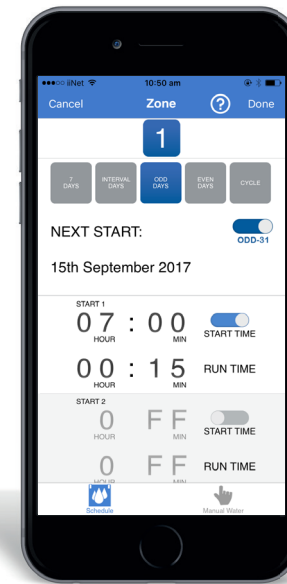 iiNet 10:50 am
Cancel Zone ? Done
1
7 DAYS INTERVAL DAYS ODD DAYS EVEN DAYS CYCLE
NEXT START:
ODD-31
15th September 2017
START 1
07 : 00 START TIME
HOUR MIN
00 : 15 RUN TIME
HOUR MIN
START 2
0 FF START TIME
HOUR MIN
0 FF RUN TIME
HOUR MIN
Schedule Manual Water